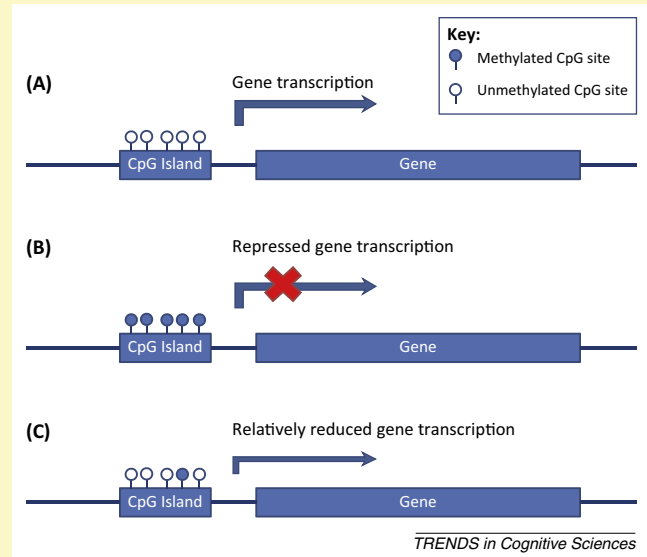 Key:
Methylated CpG site
Unmethylated CpG site
(A)
Gene transcription
CpG Island
Gene
(B)
Repressed gene transcription
CpG Island
Gene
(C)
Relatively reduced gene transcription
CpG Island
Gene
TRENDS in Cognitive Sciences